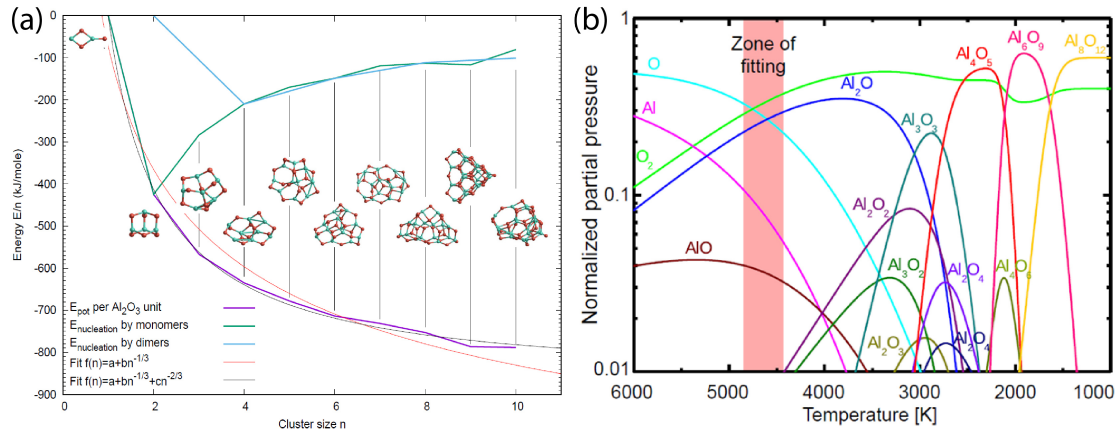 (a)
0
-100
-200
-300
-400
-500
-600
-700
-800
-900
Energy E/n (kJ/mole)
E_pot per Al₂O₃ unit
E_nucleation by monomers
E_nucleation by dimers
Fit f(n)=a+bn^-1/3
Fit f(n)=a+bn^-1/3+cn^-2/3
0 2 4 6 8 10
Cluster size n
(b)
1
0.1
0.01
Normalized partial pressure
Zone of
fitting
O
Al
O₂
AlO
Al₂O
Al₃O₃
Al₂O₂
Al₃O₂
Al₂O₃
Al₂O₄
Al₂O₄
Al₄O₅
Al₄O₆
Al₆O₉
Al₈O₁₂
6000 5000 4000 3000 2000 1000
Temperature [K]